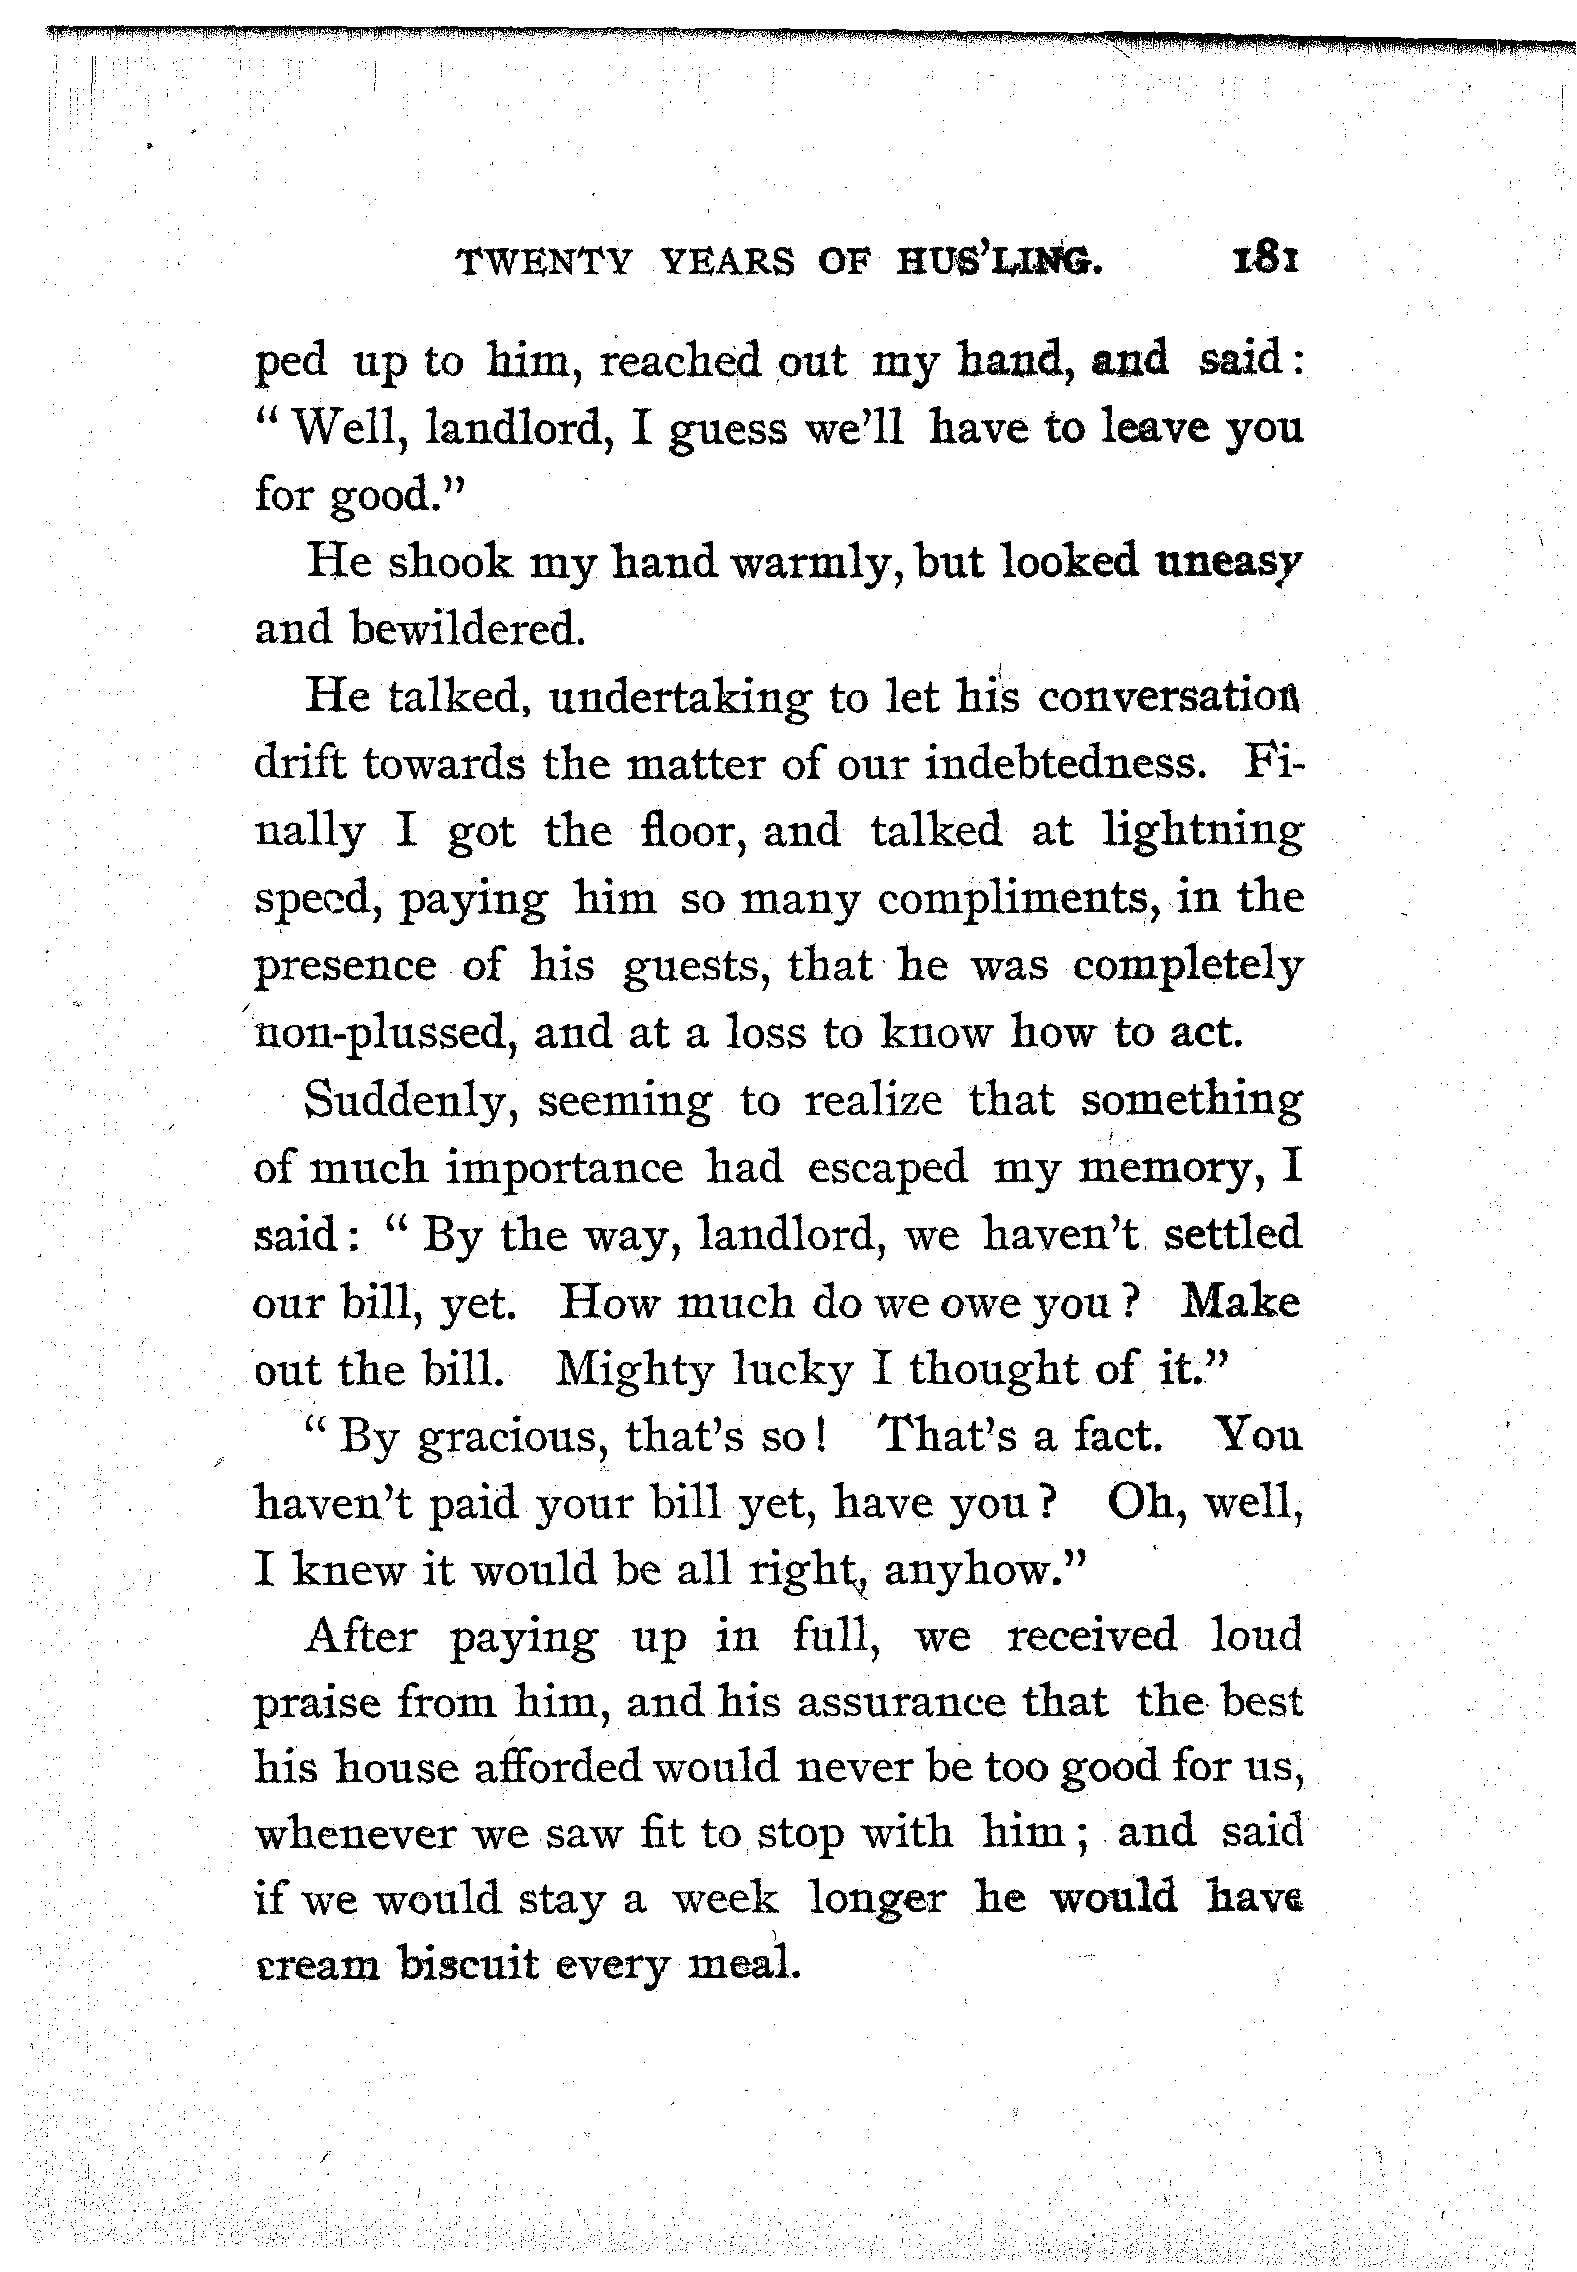 TWENTY YEARS OF HUS'LING. 181
ped up to him, reached out my hand, and said:
"Well, landlord, I guess we'll have to leave you
for good."
He shook my hand warmly, but looked uneasy
and bewildered.
He talked, undertaking to let his conversation
drift towards the matter of our indebtedness. Fi-
nally I got the floor, and talked at lightning
speed, paying him so many compliments, in the
presence of his guests, that he was completely
non-plussed, and at a loss to know how to act.
Suddenly, seeming to realize that something
of much importance had escaped my memory, I
said: "By the way, landlord, we haven't settled
our bill, yet. How much do we owe you? Make
out the bill. Mighty lucky I thought of it."
"By gracious, that's so! That's a fact. You
haven't paid your bill yet, have you? Oh, well,
I knew it would be all right, anyhow."
After paying up in full, we received loud
praise from him, and his assurance that the best
his house afforded would never be too good for us,
whenever we saw fit to stop with him; and said
if we would stay a week longer he would have
cream biscuit every meal.